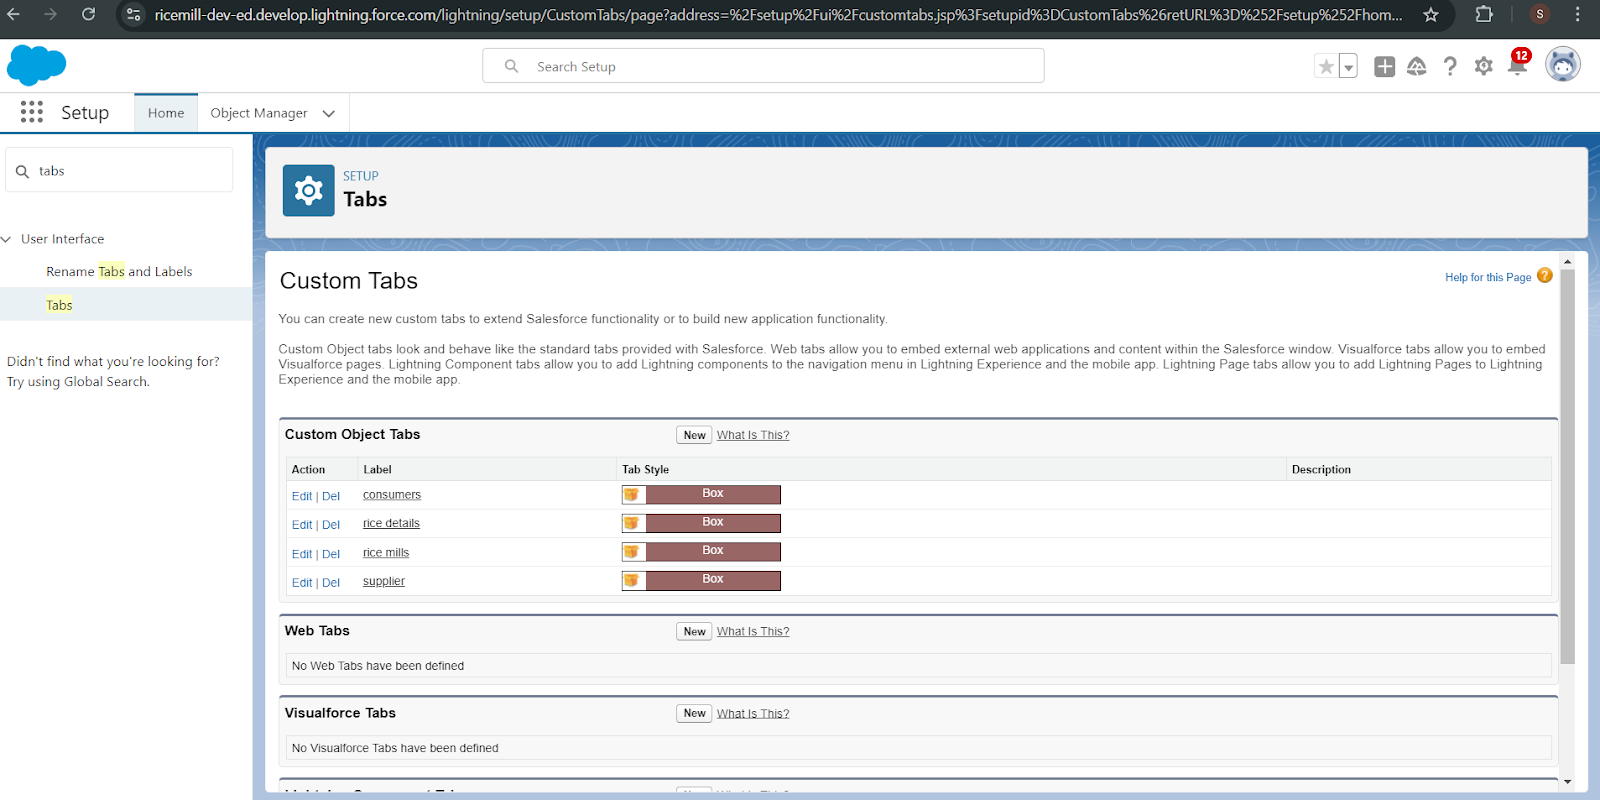 ricemill-dev-ed.develop.lightning.force.com/lightning/setup/CustomTabs/page?address=%2Fsetup%2Fui%2Fcustomtabs.jsp%3Fsetupid%3DCustomTabs%26retURL%3D%252Fsetup%252Fhom...
S
Search Setup
12
Setup
Home
Object Manager
tabs
User Interface
Rename Tabs and Labels
Tabs
Didn't find what you're looking for?
Try using Global Search.
SETUP
Tabs
Custom Tabs
Help for this Page ?
You can create new custom tabs to extend Salesforce functionality or to build new application functionality.
Custom Object tabs look and behave like the standard tabs provided with Salesforce. Web tabs allow you to embed external web applications and content within the Salesforce window. Visualforce tabs allow you to embed
Visualforce pages. Lightning Component tabs allow you to add Lightning components to the navigation menu in Lightning Experience and the mobile app. Lightning Page tabs allow you to add Lightning Pages to Lightning
Experience and the mobile app.
Custom Object Tabs New What Is This?
Action Label Tab Style Description
Edit | Del consumers Box
Edit | Del rice details Box
Edit | Del rice mills Box
Edit | Del supplier Box
Web Tabs New What Is This?
No Web Tabs have been defined
Visualforce Tabs New What Is This?
No Visualforce Tabs have been defined